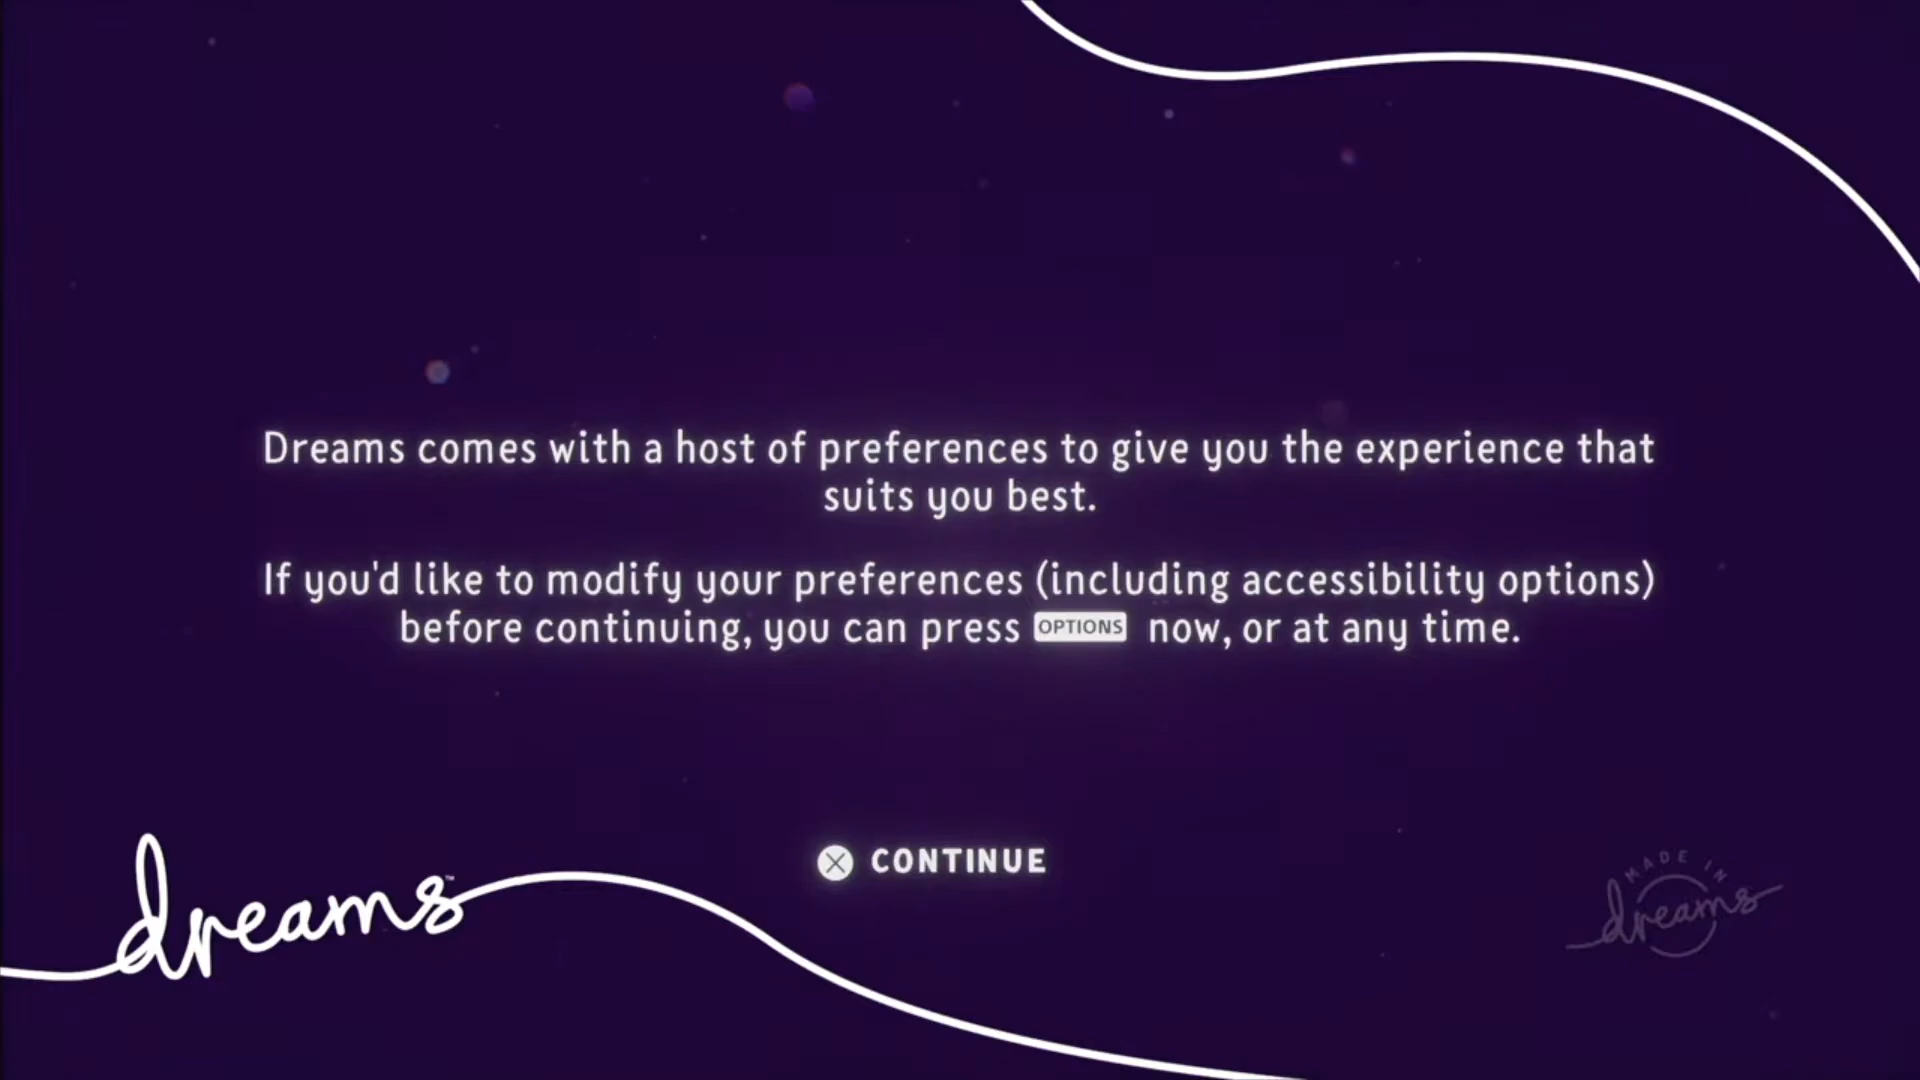 Dreams comes with a host of preferences to give you the experience that
suits you best.
If you'd like to modify your preferences (including accessibility options)
before continuing, you can press OPTIONS now, or at any time.
CONTINUE
dreams™
MADE IN
dreams